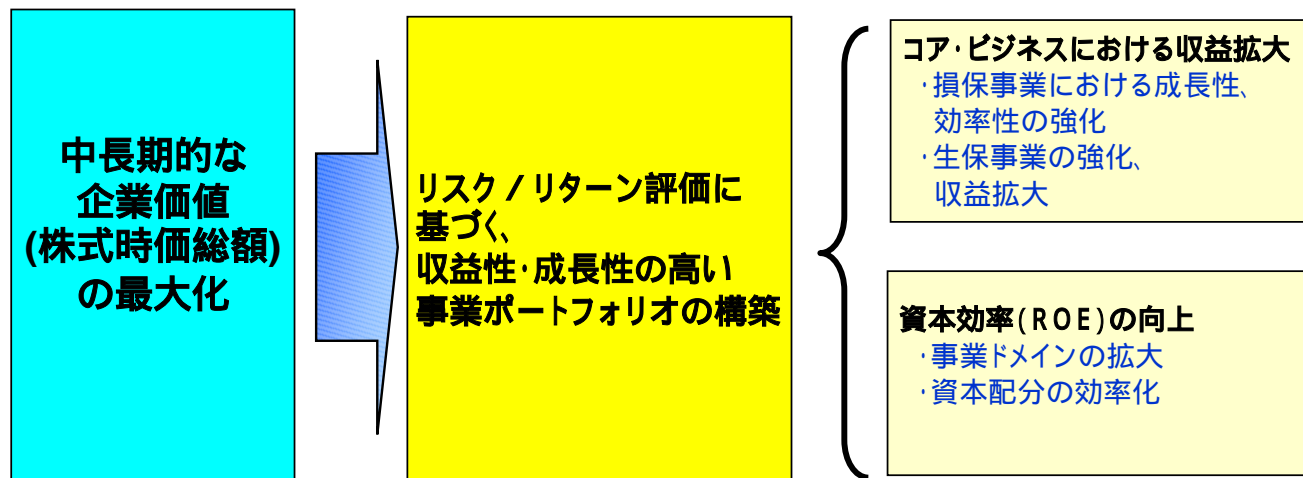 中長期的な
企業価値
(株式時価総額)
の最大化
リスク/リターン評価に
基づく、
収益性・成長性の高い
事業ポートフォリオの構築
コア・ビジネスにおける収益拡大
・損保事業における成長性、
効率性の強化
・生保事業の強化、
収益拡大
資本効率(ROE)の向上
・事業ドメインの拡大
・資本配分の効率化